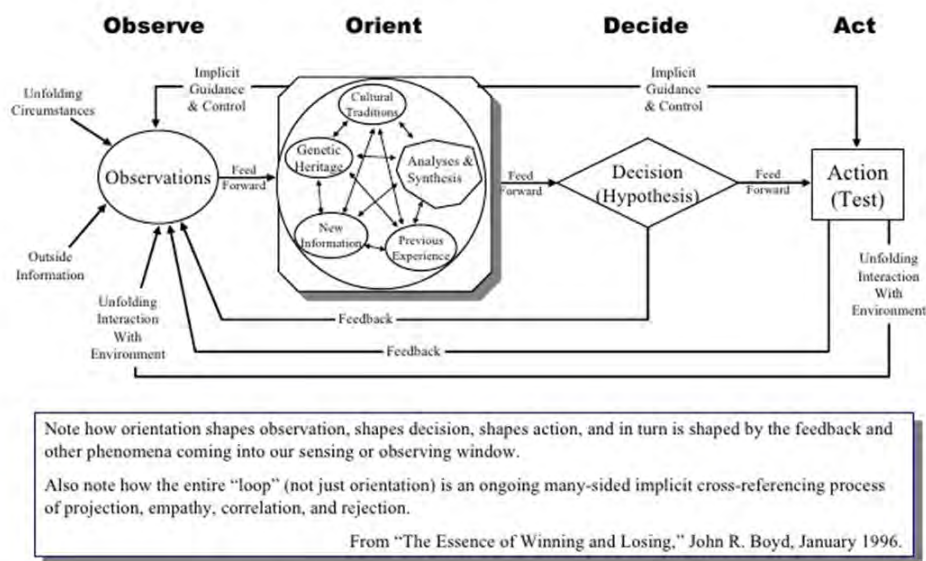 Observe
Orient
Decide
Act
Implicit
Guidance
& Control
Implicit
Guidance
& Control
Unfolding
Circumstances
Cultural
Traditions
Genetic
Heritage
Analyses &
Synthesis
New
Information
Previous
Experience
Observations
Feed
Forward
Feed
Forward
Decision
(Hypothesis)
Feed
Forward
Action
(Test)
Outside
Information
Unfolding
Interaction
With
Environment
Unfolding
Interaction
With
Environment
Feedback
Feedback
Note how orientation shapes observation, shapes decision, shapes action, and in turn is shaped by the feedback and
other phenomena coming into our sensing or observing window.
Also note how the entire “loop” (not just orientation) is an ongoing many-sided implicit cross-referencing process
of projection, empathy, correlation, and rejection.
From “The Essence of Winning and Losing,” John R. Boyd, January 1996.